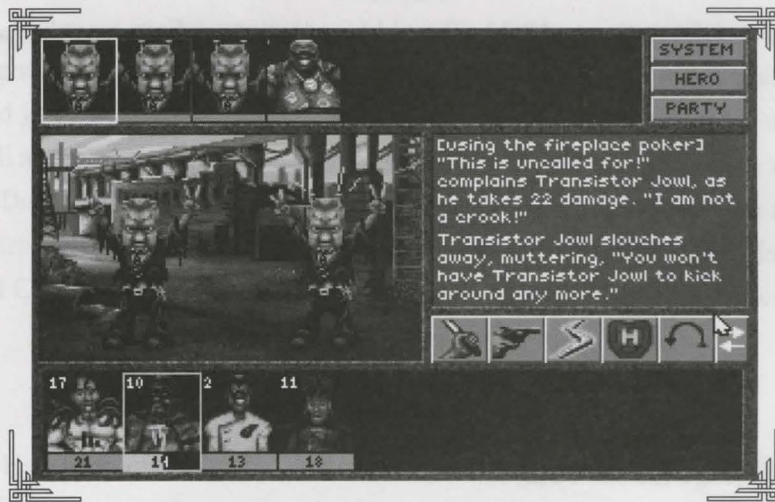 SYSTEM
HERO
PARTY
[using the fireplace poker]
"This is uncalled for!"
complains Transistor Jowl, as
he takes 22 damage. "I am not
a crook!"
Transistor Jowl slouches
away, muttering, "You won't
have Transistor Jowl to kick
around any more."
H
17 10 2 11
21 13 18